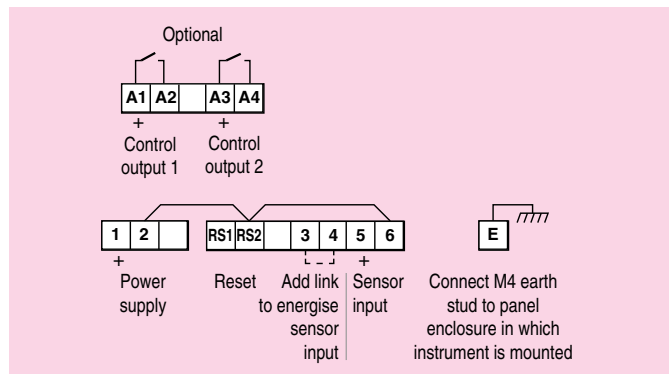 Optional
A1 A2 A3 A4
+ +
Control output 1
Control output 2
1 2 RS1 RS2 3 4 5 6 E
+ +
Power supply
Reset
Add link to energise sensor input
Sensor input
Connect M4 earth stud to panel enclosure in which instrument is mounted